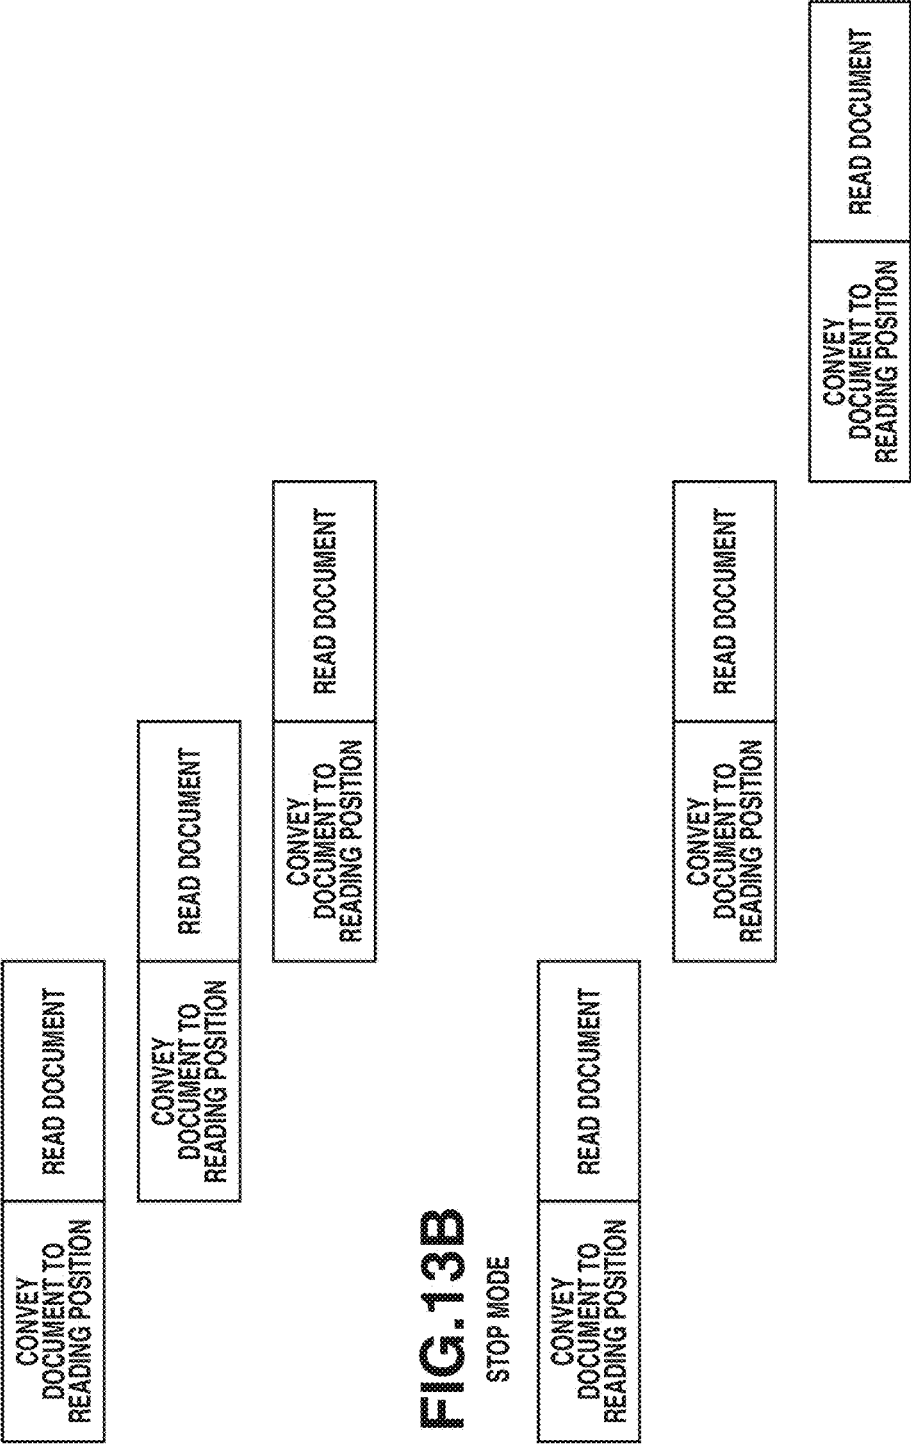 CONVEY
DOCUMENT TO
READING POSITION
READ DOCUMENT
CONVEY
DOCUMENT TO
READING POSITION
READ DOCUMENT
CONVEY
DOCUMENT TO
READING POSITION
READ DOCUMENT
FIG.13B
STOP MODE
CONVEY
DOCUMENT TO
READING POSITION
READ DOCUMENT
CONVEY
DOCUMENT TO
READING POSITION
READ DOCUMENT
CONVEY
DOCUMENT TO
READING POSITION
READ DOCUMENT